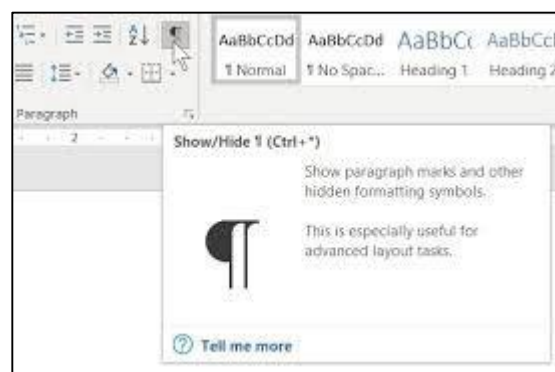 ¶
AaBbCcDd AaBbCcDd AaBbCc AaBbCcl
¶ Normal ¶ No Spac... Heading 1 Heading 2
Paragraph
2
Show/Hide ¶ (Ctrl+*)
Show paragraph marks and other
hidden formatting symbols.
This is especially useful for
advanced layout tasks.
¶
Tell me more